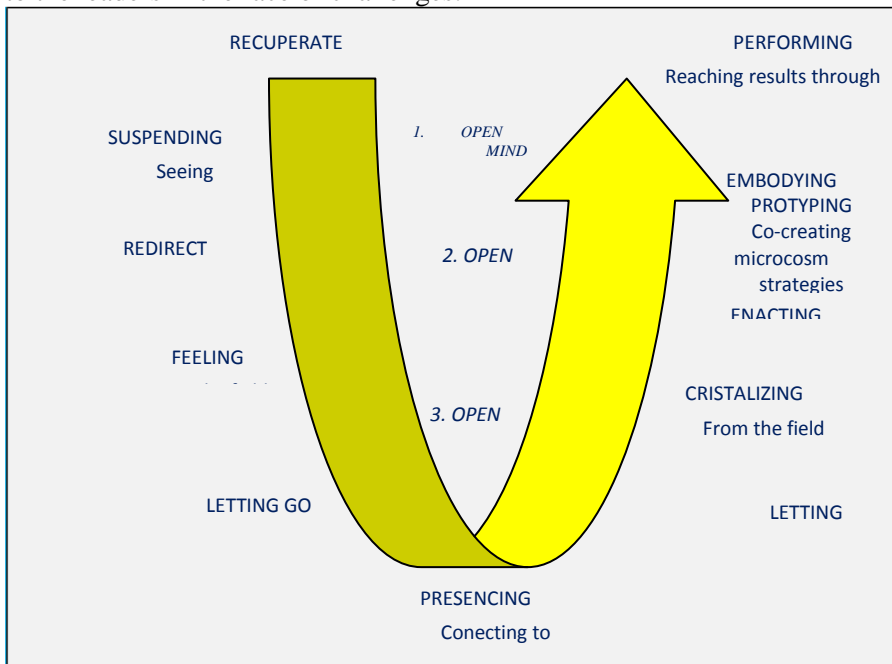 RECUPERATE
SUSPENDING
Seeing
REDIRECT
FEELING
LETTING GO
1. OPEN
MIND
2. OPEN
3. OPEN
PRESENCING
Conecting to
PERFORMING
Reaching results through
EMBODYING
PROTYPING
Co-creating
microcosm
strategies
ENACTING
CRISTALIZING
From the field
LETTING